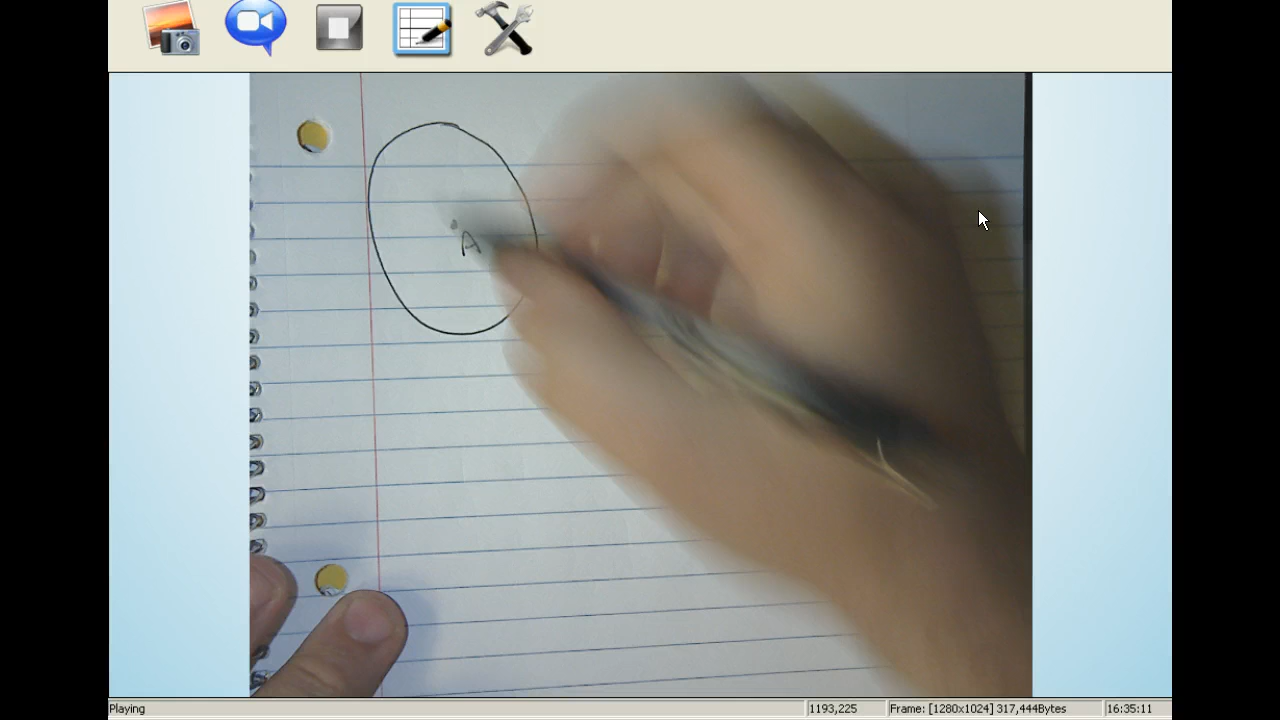 A
Playing
1193,225
Frame: [1280x1024] 317,444Bytes
16:35:11